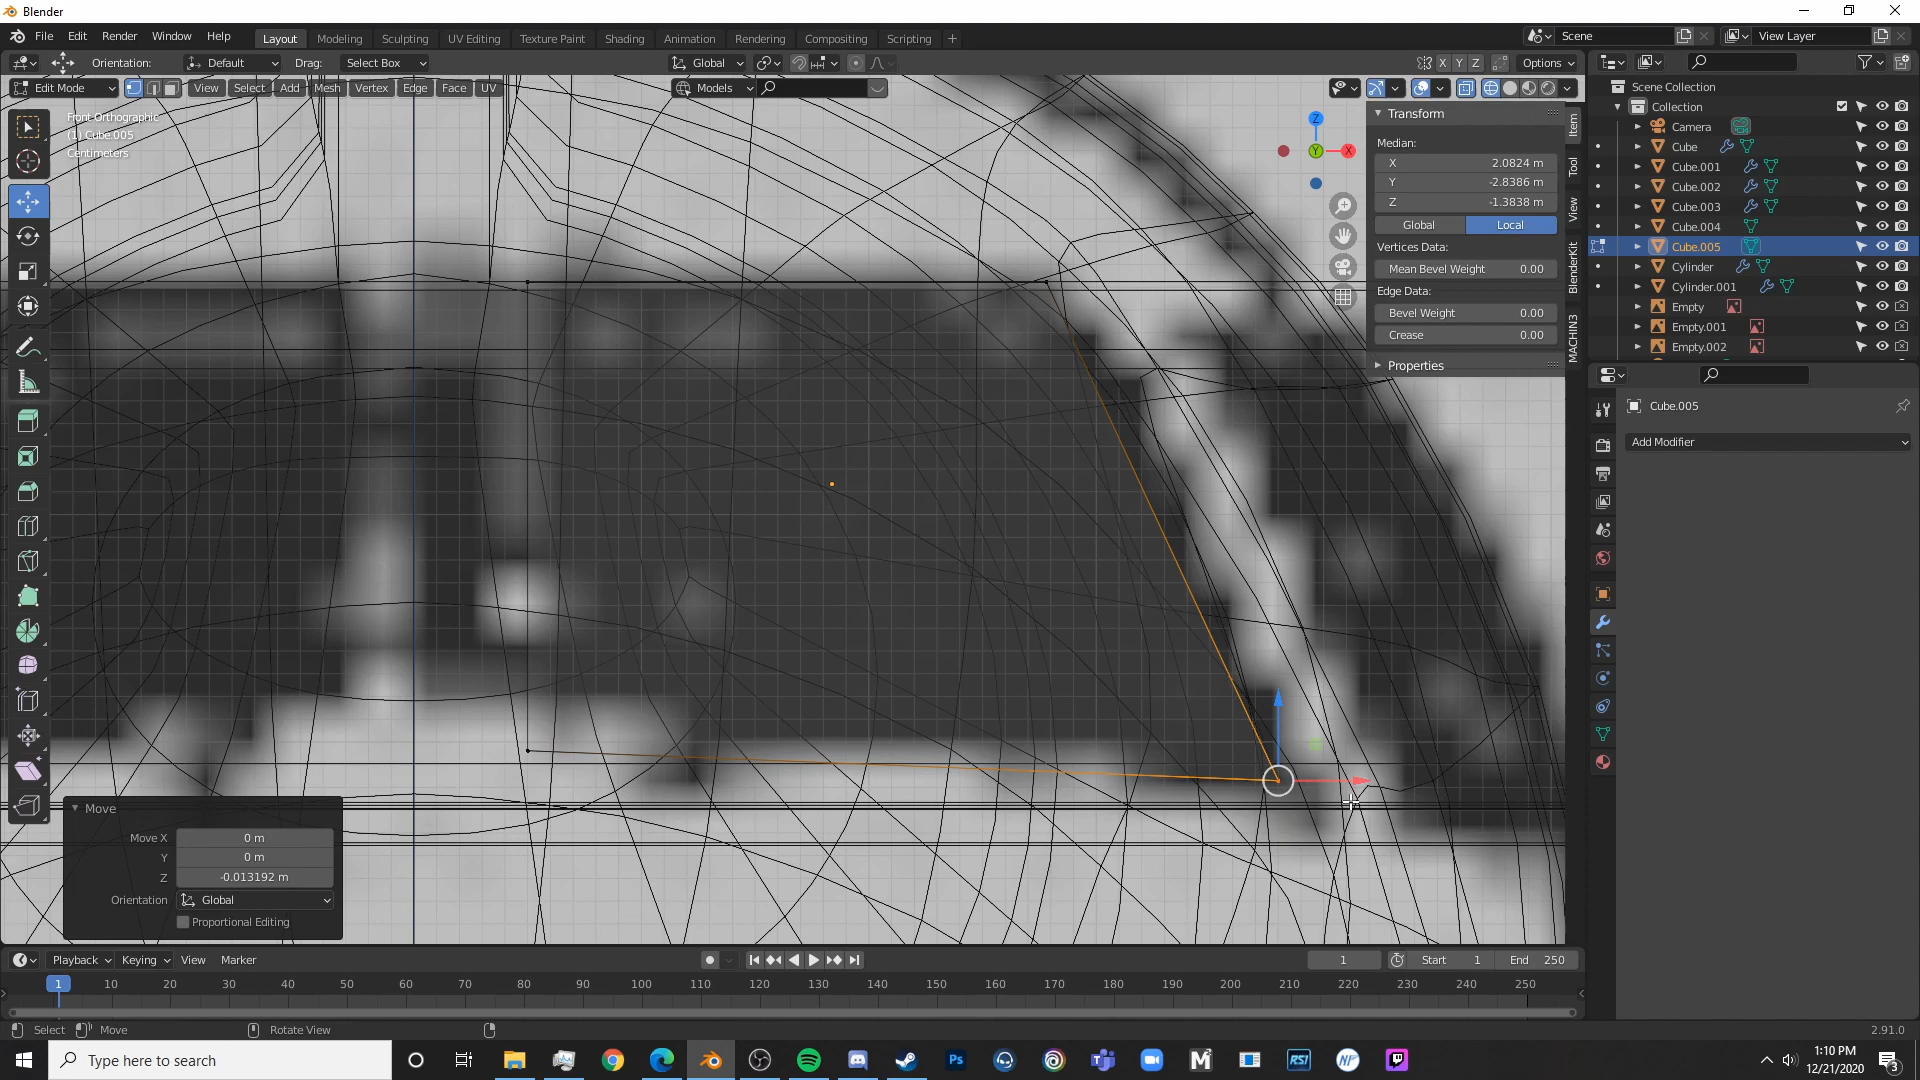 Blender
File Edit Render Window Help
Layout Modeling Sculpting UV Editing Texture Paint Shading Animation Rendering Compositing Scripting +
Scene
View Layer
Orientation: Default Drag: Select Box
Global
X Y Z Options
Edit Mode View Select Add Mesh Vertex Edge Face UV
Models
Front Orthographic
(1) Cube.005
Centimeters
Z
Y
X
Transform
Median:
X 2.0824 m
Y -2.8386 m
Z -1.3838 m
Global Local
Vertices Data:
Mean Bevel Weight 0.00
Edge Data:
Bevel Weight 0.00
Crease 0.00
Properties
Item
Tool
View
BlenderKit
MACHIN3
Scene Collection
Collection
Camera
Cube
Cube.001
Cube.002
Cube.003
Cube.004
Cube.005
Cylinder
Cylinder.001
Empty
Empty.001
Empty.002
Cube.005
Add Modifier
Move
Move X 0 m
Y 0 m
Z -0.013192 m
Orientation Global
Proportional Editing
Playback Keying View Marker
1
Start 1
End 250
1 10 20 30 40 50 60 70 80 90 100 110 120 130 140 150 160 170 180 190 200 210 220 230 240 250
Select Move Rotate View
2.91.0
Type here to search
Ps
M
RSI
NP
1:10 PM
12/21/2020
3